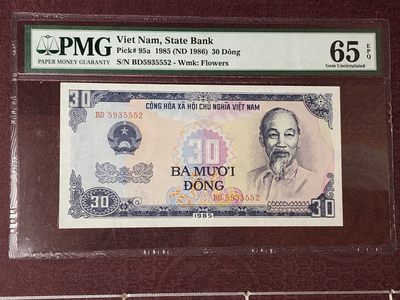 PMG
PAPER MONEY GUARANTY
Viet Nam, State Bank
Pick# 95a 1985 (ND 1986) 30 Dông
S/N BD5935552 - Wmk: Flowers
65 EPQ
Gem Uncirculated
30
CỘNG HÒA XÃ HỘI CHỦ NGHĨA VIỆT NAM
BD 5935552
30
BA MƯƠI
ĐỒNG
BD 5935552
30
1985
30